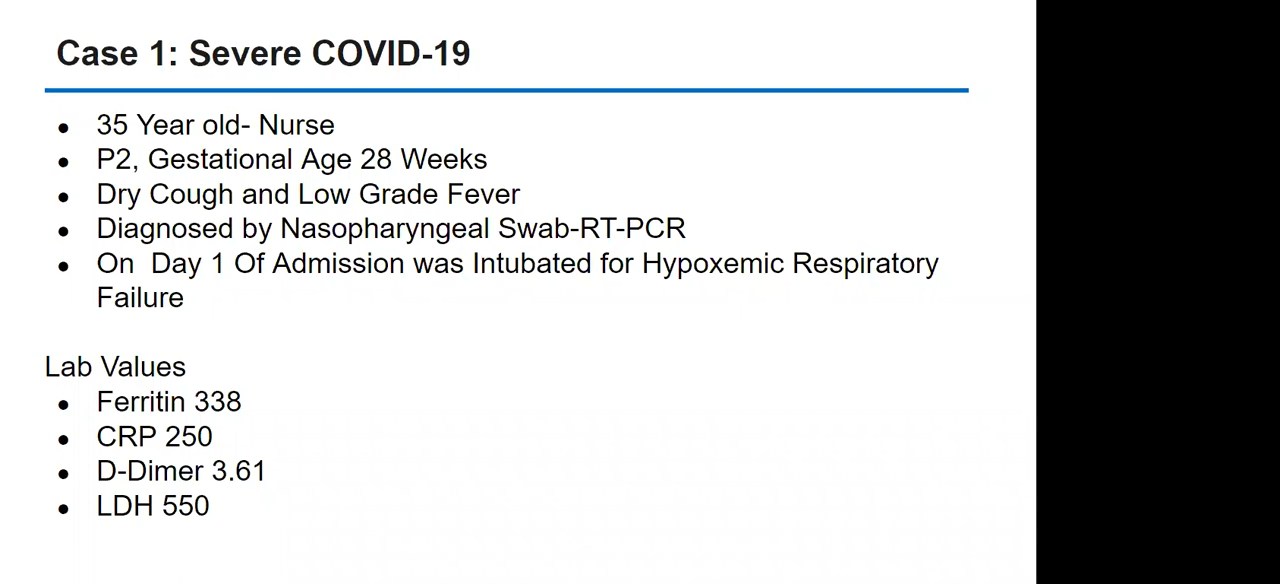 Case 1: Severe COVID-19
● 35 Year old- Nurse
● P2, Gestational Age 28 Weeks
● Dry Cough and Low Grade Fever
● Diagnosed by Nasopharyngeal Swab-RT-PCR
● On Day 1 Of Admission was Intubated for Hypoxemic Respiratory
Failure
Lab Values
● Ferritin 338
● CRP 250
● D-Dimer 3.61
● LDH 550